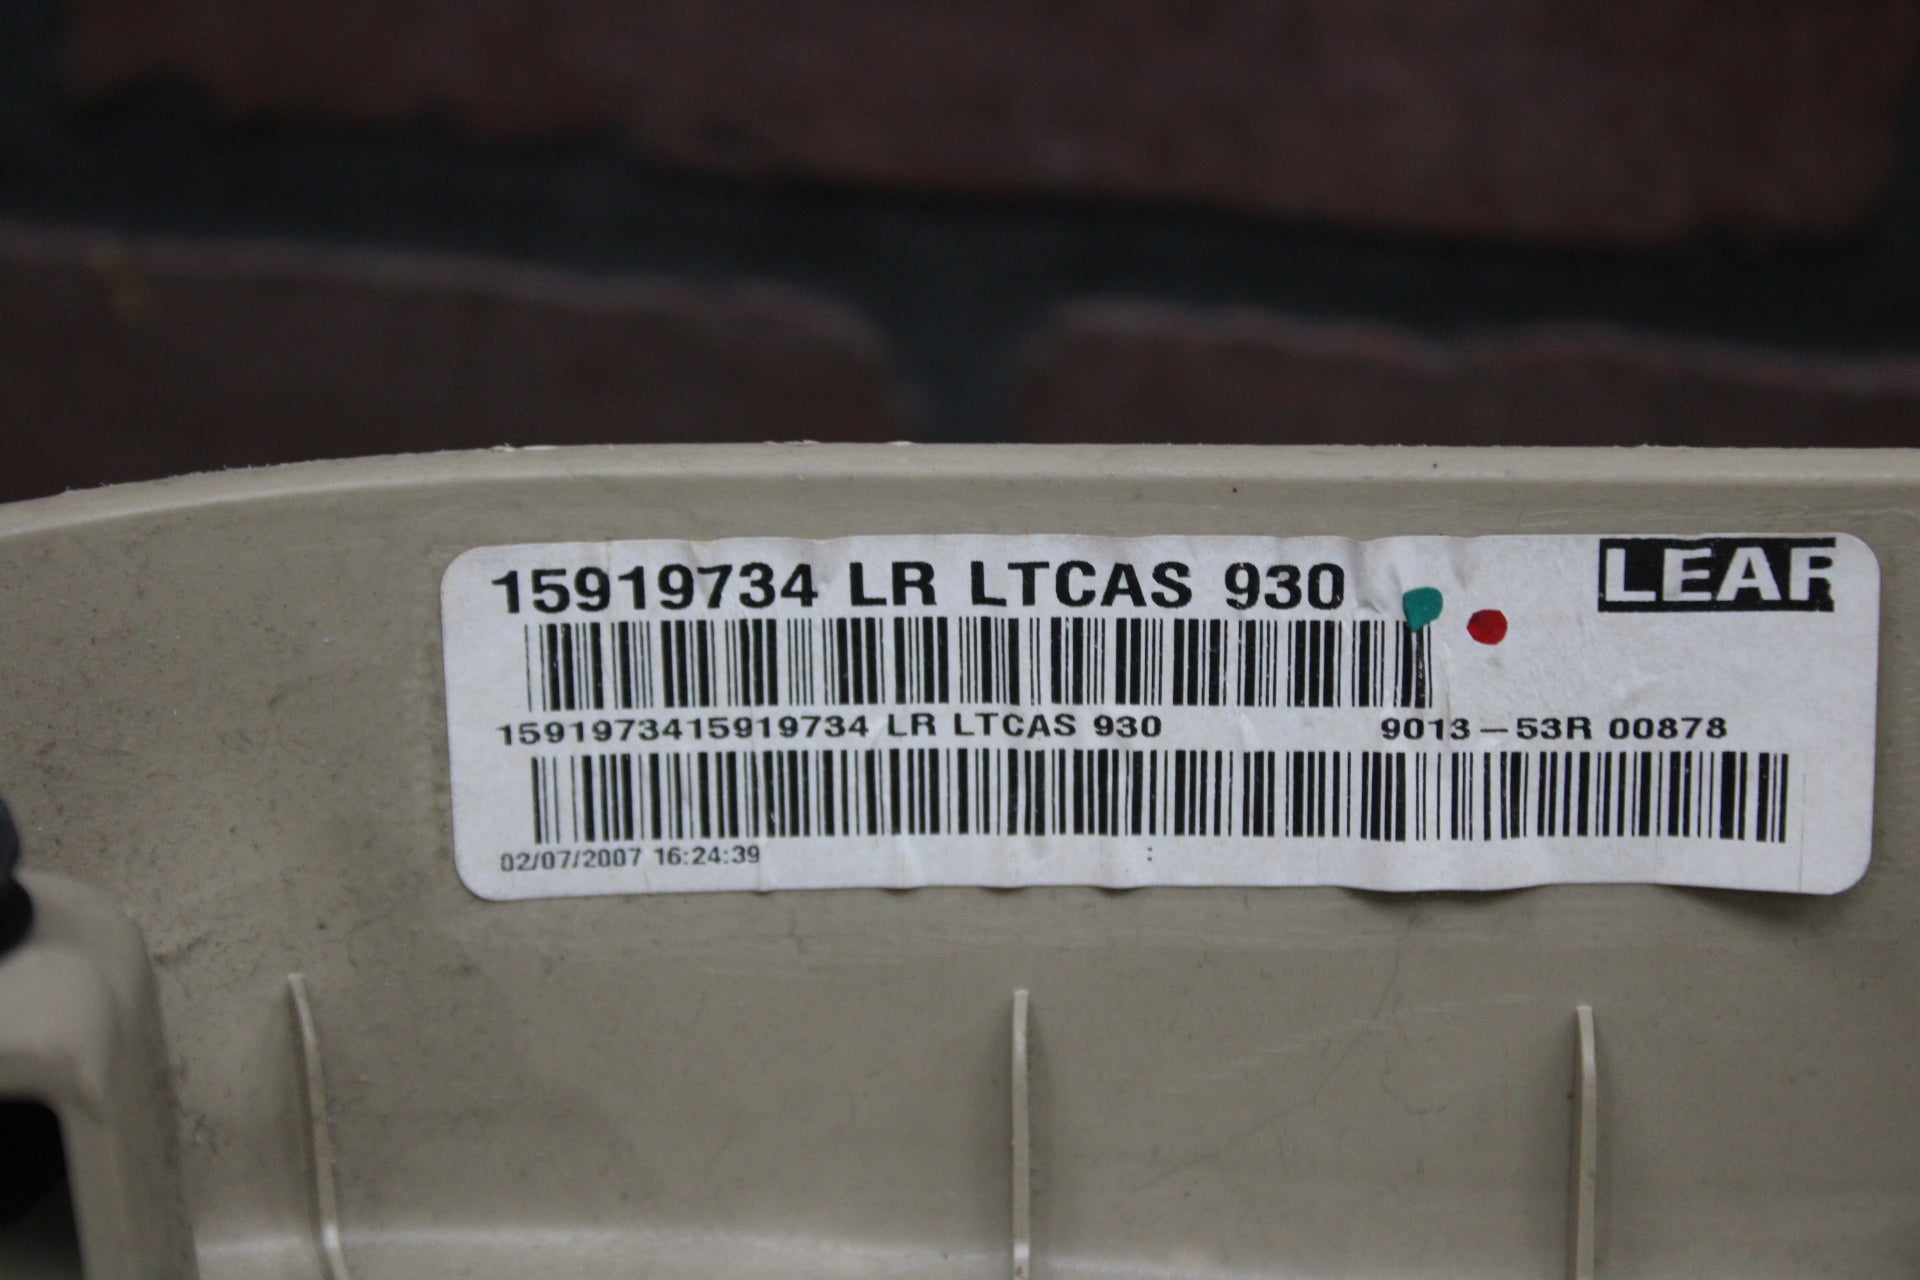 15919734 LR LTCAS 930
LEAR
1591973415919734 LR LTCAS 930 9013-53R 00878
02/07/2007 16:24:39 :